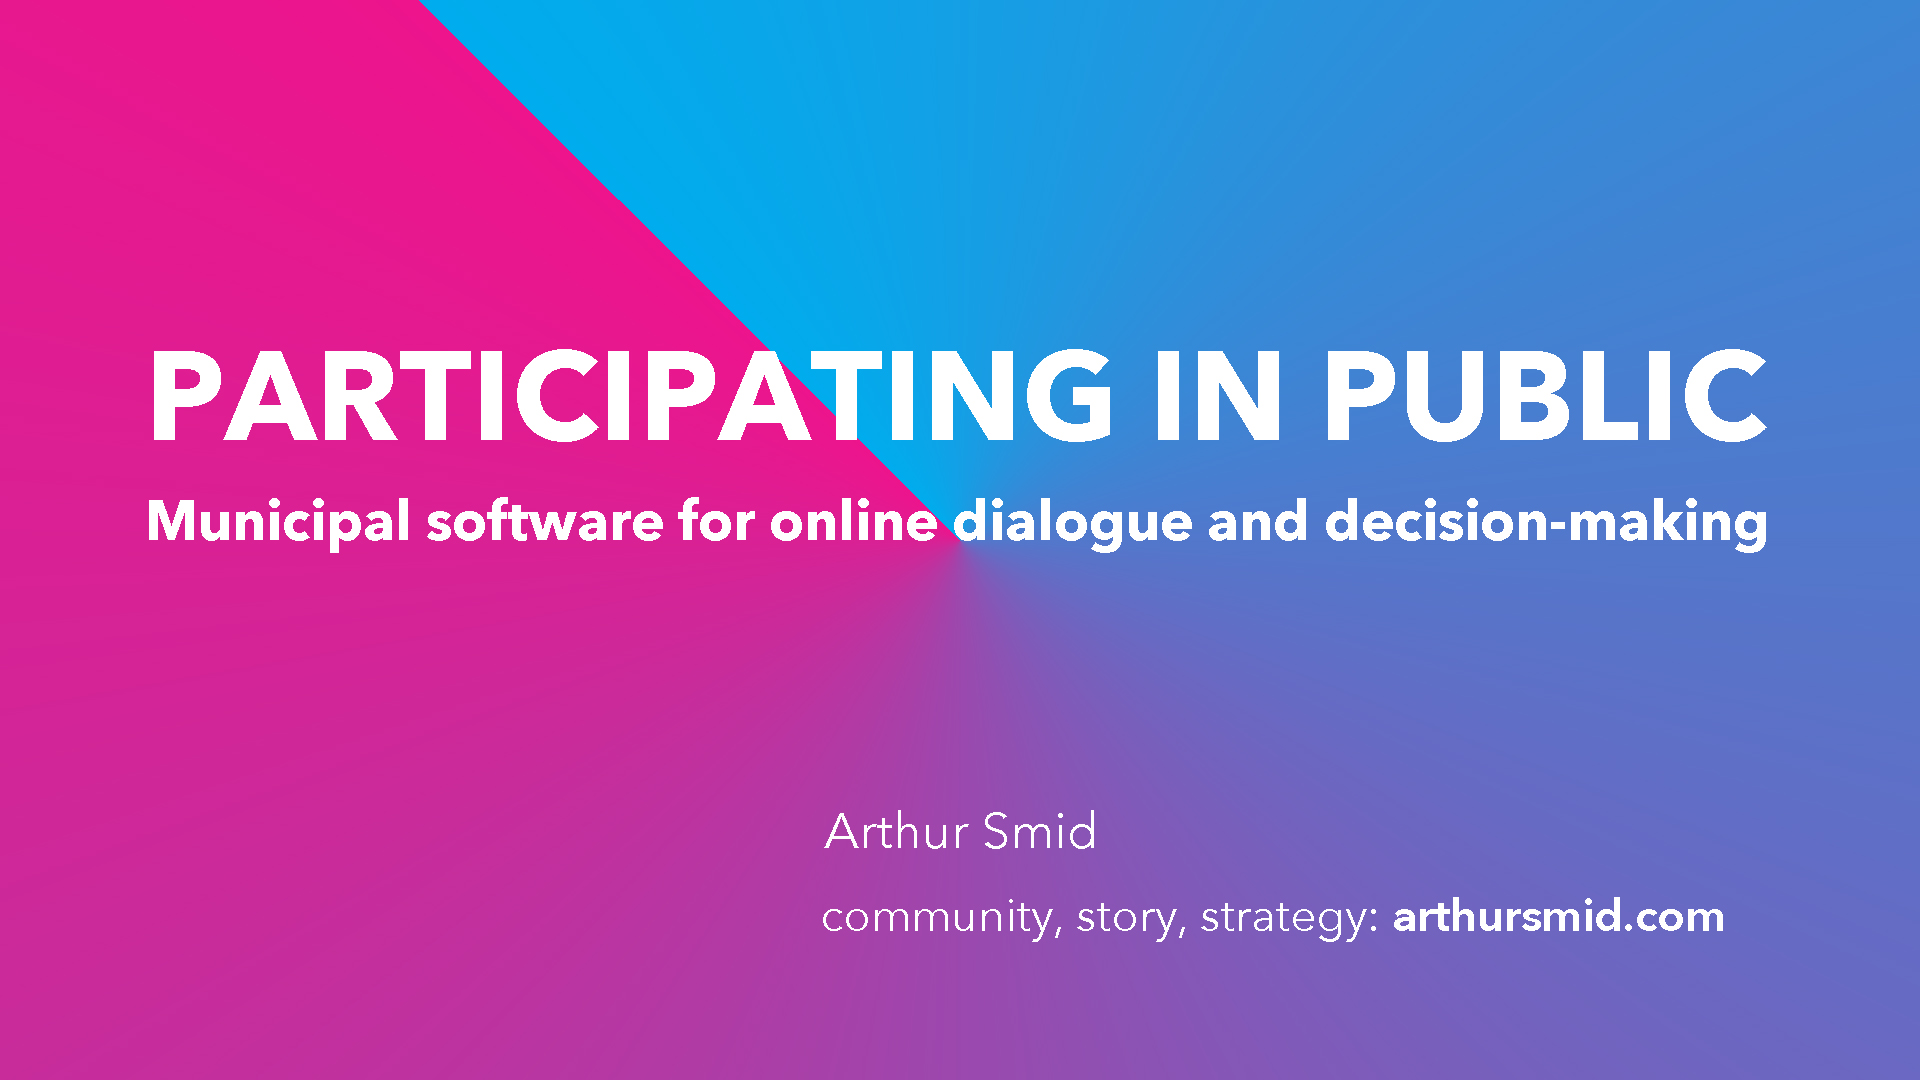 PARTICIPATING IN PUBLIC
Municipal software for online dialogue and decision-making
Arthur Smid
community, story, strategy: arthursmid.com